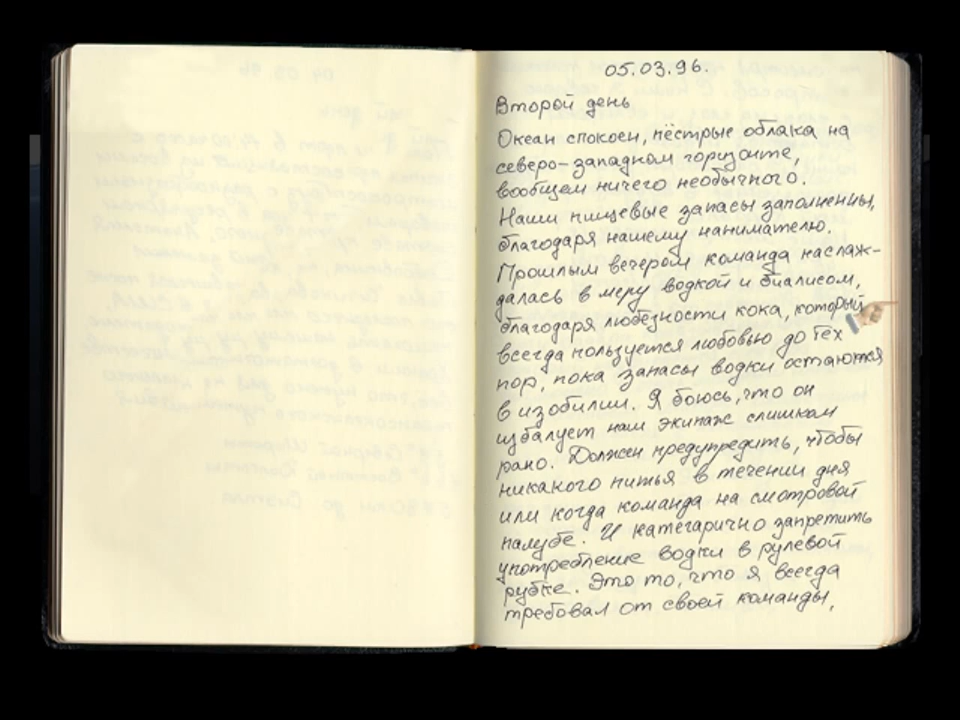 05.03.96.
Второй день
Океан спокоен, пёстрые облака на
северо-западном горизонте,
вообщем ничего необычного.
Наши пищевые запасы заполненны,
благодаря нашему нанимателю.
Прошлым вечером команда наслаж-
далась в меру водкой и биалисом,
благодаря любезности кока, который
всегда пользуется любовью до тех
пор, пока запасы водки остаются
в изобилии. Я боюсь, что он
избалует наш экипаж слишком
рано. Должен предупредить, чтобы
никакого питья в течении дня
или когда команда на смотровой
палубе. И категарично запретить
употребление водки в рулевой
рубке. Это то, что я всегда
требовал от своей команды,